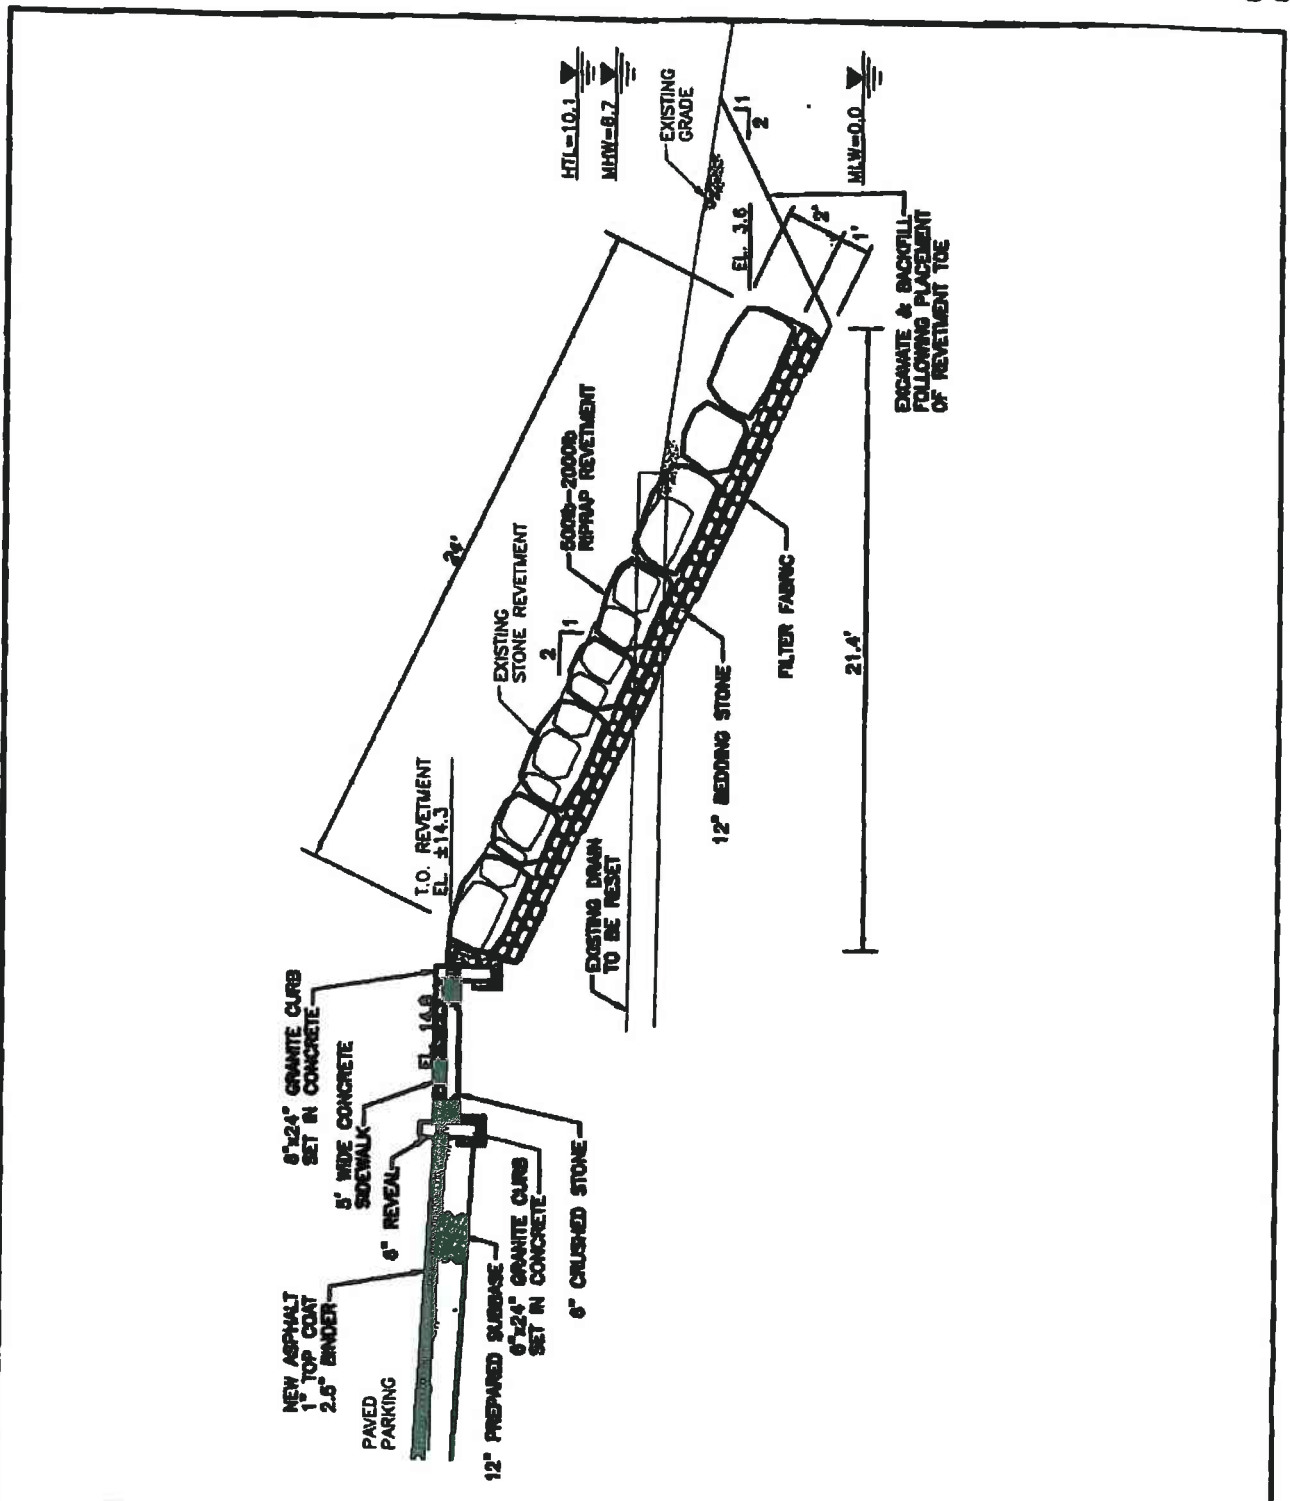 HTL=10.1
MHW=8.7
EXISTING
GRADE
MLW=0.0
1
2
EL. 3.6
2'
1'
EXCAVATE & BACKFILL
FOLLOWING PLACEMENT
OF REVETMENT TOE
24'
500lb-2000lb
RIPRAP REVETMENT
EXISTING
STONE REVETMENT
2
1
FILTER FABRIC
21.4'
12" BEDDING STONE
T.O. REVETMENT
EL. ±14.3
EXISTING DRAIN
TO BE RESET
8"x24" GRANITE CURB
SET IN CONCRETE
5' WIDE CONCRETE
SIDEWALK
6" REVEAL
NEW ASPHALT
1" TOP COAT
2.5" BINDER
PAVED
PARKING
12" PREPARED SUBBASE
6"x24" GRANITE CURB
SET IN CONCRETE
6" CRUSHED STONE